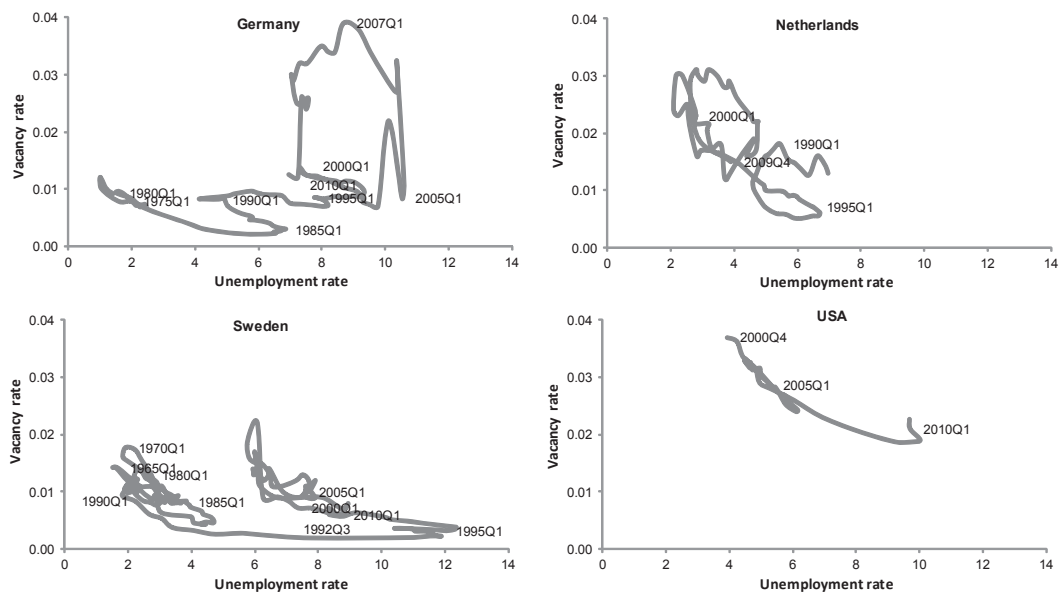 Germany
Vacancy rate
0.04
0.03
0.02
0.01
0.00
2007Q1
2000Q1
2010Q1
1995Q1
2005Q1
1980Q1
1975Q1
1990Q1
1985Q1
0 2 4 6 8 10 12 14
Unemployment rate
Netherlands
Vacancy rate
0.04
0.03
0.02
0.01
0.00
2000Q1
1990Q1
2009Q4
1995Q1
0 2 4 6 8 10 12 14
Unemployment rate
Sweden
Vacancy rate
0.04
0.03
0.02
0.01
0.00
1970Q1
1965Q1
1980Q1
1990Q1
1985Q1
2005Q1
2000Q1
2010Q1
1992Q3
1995Q1
0 2 4 6 8 10 12 14
Unemployment rate
USA
Vacancy rate
0.04
0.03
0.02
0.01
0.00
2000Q4
2005Q1
2010Q1
0 2 4 6 8 10 12 14
Unemployment rate